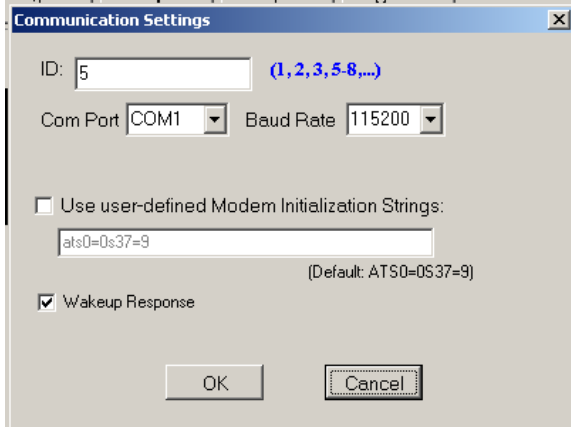 Communication Settings
ID: 5 (1, 2, 3, 5-8,...)
Com Port COM1 Baud Rate 115200
Use user-defined Modem Initialization Strings:
ats0=0s37=9
(Default: ATS0=0S37=9)
Wakeup Response
OK Cancel